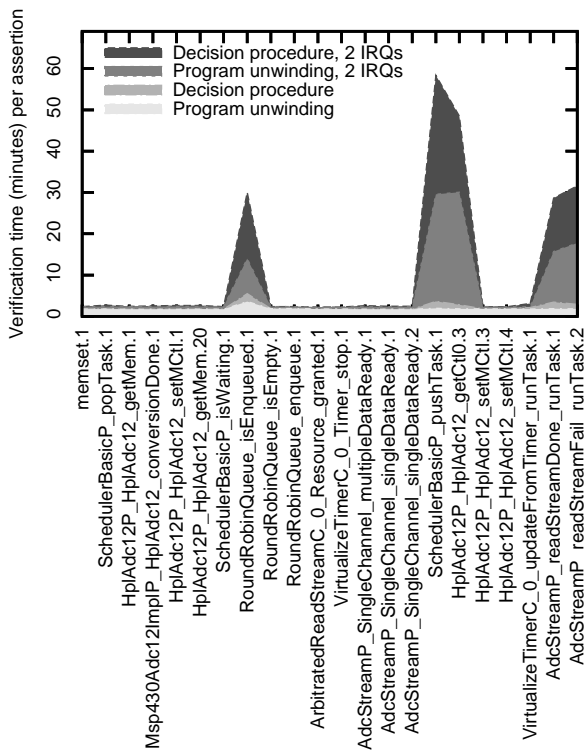 Verification time (minutes) per assertion
60
50
40
30
20
10
0
Decision procedure, 2 IRQs
Program unwinding, 2 IRQs
Decision procedure
Program unwinding
memset.1
SchedulerBasicP_popTask.1
HplAdc12P_HplAdc12_getMem.1
Msp430Adc12ImplP_HplAdc12_conversionDone.1
HplAdc12P_HplAdc12_setMCtl.1
HplAdc12P_HplAdc12_getMem.20
SchedulerBasicP_isWaiting.1
RoundRobinQueue_isEnqueued.1
RoundRobinQueue_isEmpty.1
RoundRobinQueue_enqueue.1
ArbitratedReadStreamC_0_Resource_granted.1
VirtualizeTimerC_0_Timer_stop.1
AdcStreamP_SingleChannel_multipleDataReady.1
AdcStreamP_SingleChannel_singleDataReady.1
AdcStreamP_SingleChannel_singleDataReady.2
SchedulerBasicP_pushTask.1
HplAdc12P_HplAdc12_getCtl0.3
HplAdc12P_HplAdc12_setMCtl.3
HplAdc12P_HplAdc12_setMCtl.4
VirtualizeTimerC_0_updateFromTimer_runTask.1
AdcStreamP_readStreamDone_runTask.1
AdcStreamP_readStreamFail_runTask.2